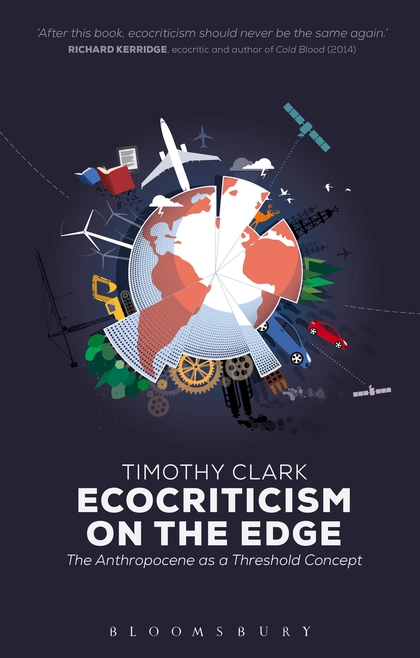 'After this book, ecocriticism should never be the same again.'
RICHARD KERRIDGE, ecocritic and author of Cold Blood (2014)
TIMOTHY CLARK
ECOCRITICISM
ON THE EDGE
The Anthropocene as a Threshold Concept
BLOOMSBURY